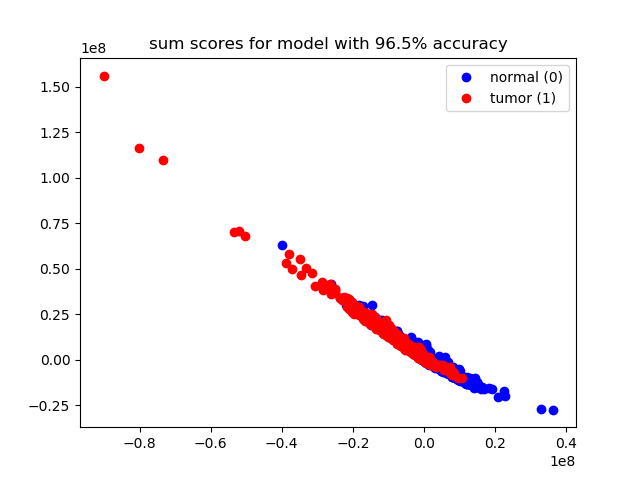 sum scores for model with 96.5% accuracy
1e8
normal (0)
tumor (1)
1.50
1.25
1.00
0.75
0.50
0.25
0.00
−0.25
−0.8 −0.6 −0.4 −0.2 0.0 0.2 0.4
1e8